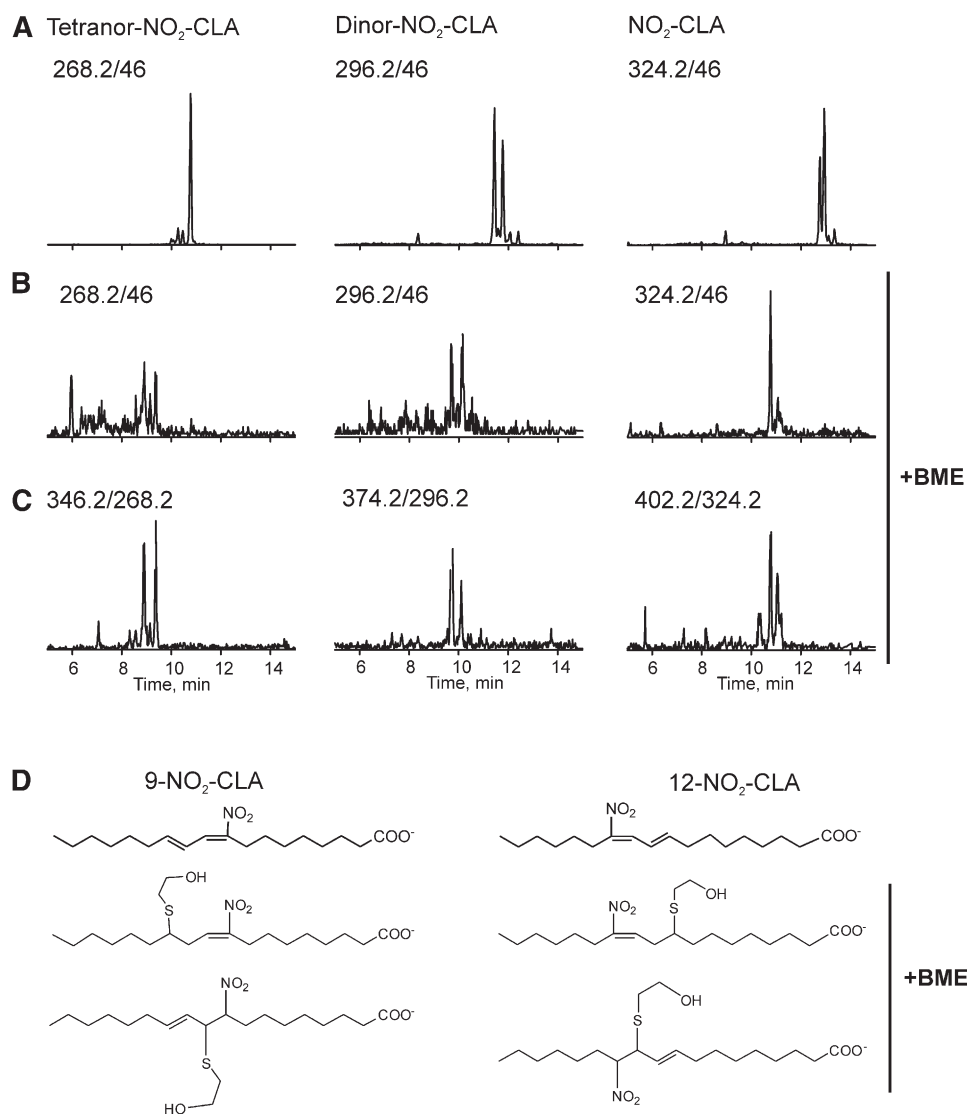 A Tetranor-NO₂-CLA Dinor-NO₂-CLA NO₂-CLA
268.2/46 296.2/46 324.2/46
B
268.2/46 296.2/46 324.2/46
C 346.2/268.2 374.2/296.2 402.2/324.2
+BME
6 8 10 12 14 6 8 10 12 14 6 8 10 12 14
Time, min Time, min Time, min
D 9-NO₂-CLA 12-NO₂-CLA
NO₂ COO⁻ NO₂ COO⁻
OH S NO₂ COO⁻ NO₂ S OH COO⁻
NO₂ COO⁻ S HO OH S COO⁻ NO₂
+BME